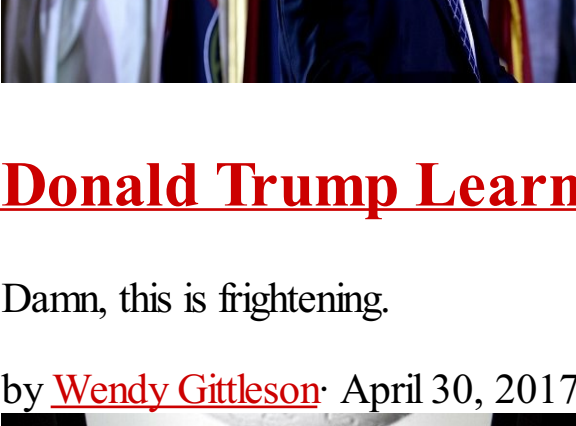 Donald Trump Learn
Damn, this is frightening.
by Wendy Gittleson· April 30, 2017